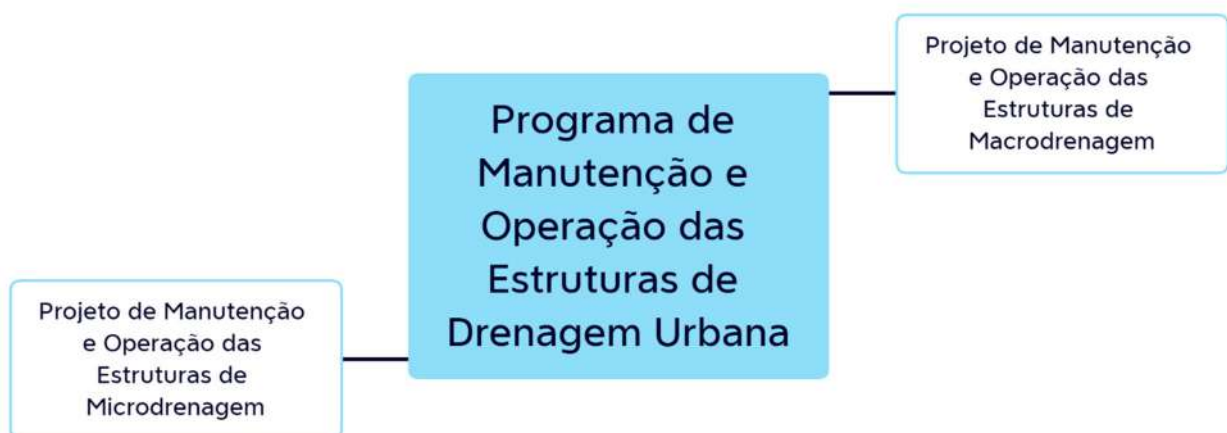 Projeto de Manutenção
e Operação das
Estruturas de
Macrodrenagem
Programa de
Manutenção e
Operação das
Estruturas de
Drenagem Urbana
Projeto de Manutenção
e Operação das
Estruturas de
Microdrenagem